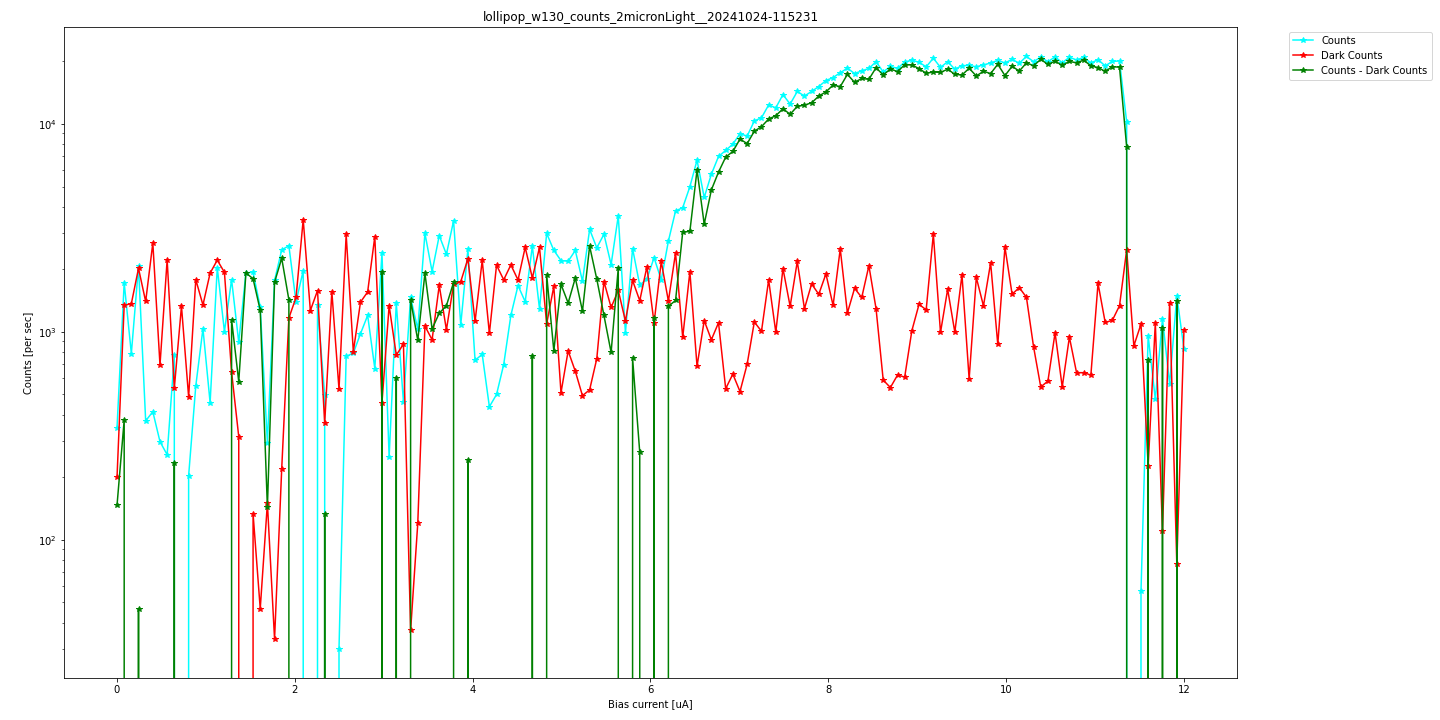 lollipop_w130_counts_2micronLight__20241024-115231
Counts
Dark Counts
Counts - Dark Counts
Counts [per sec]
10⁴
10³
10²
0 2 4 6 8 10 12
Bias current [uA]